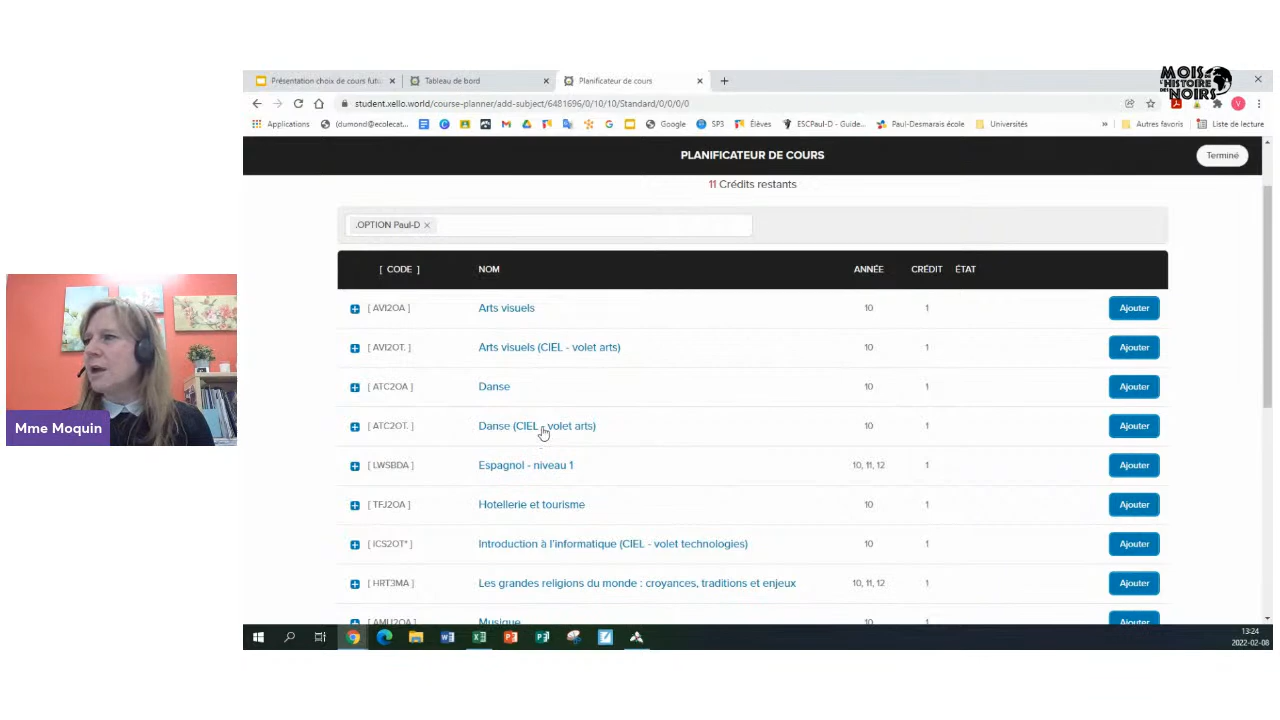 Présentation choix de cours futu
Tableau de bord
Planificateur de cours
MOIS DE
L'HISTOIRE
DES NOIRS
student.xello.world/course-planner/add-subject/6481696/0/10/10/Standard/0/0/0/0
Applications
(dumond@ecolecat...
Google
SP3
Élèves
ESCPaul-D - Guide...
Paul-Desmarais école
Universités
»
Autres favoris
Liste de lecture
PLANIFICATEUR DE COURS
Terminé
11 Crédits restants
.OPTION Paul-D ×
[ CODE ] NOM ANNÉE CRÉDIT ÉTAT
[ AVI2OA ] Arts visuels 10 1 Ajouter
[ AVI2OT. ] Arts visuels (CIEL - volet arts) 10 1 Ajouter
[ ATC2OA ] Danse 10 1 Ajouter
[ ATC2OT. ] Danse (CIEL - volet arts) 10 1 Ajouter
[ LWSBDA ] Espagnol - niveau 1 10, 11, 12 1 Ajouter
[ TFJ2OA ] Hotellerie et tourisme 10 1 Ajouter
[ ICS2OT* ] Introduction à l'informatique (CIEL - volet technologies) 10 1 Ajouter
[ HRT3MA ] Les grandes religions du monde : croyances, traditions et enjeux 10, 11, 12 1 Ajouter
[ AMU2OA ] Musique 10 1 Ajouter
Mme Moquin
13:24
2022-02-08